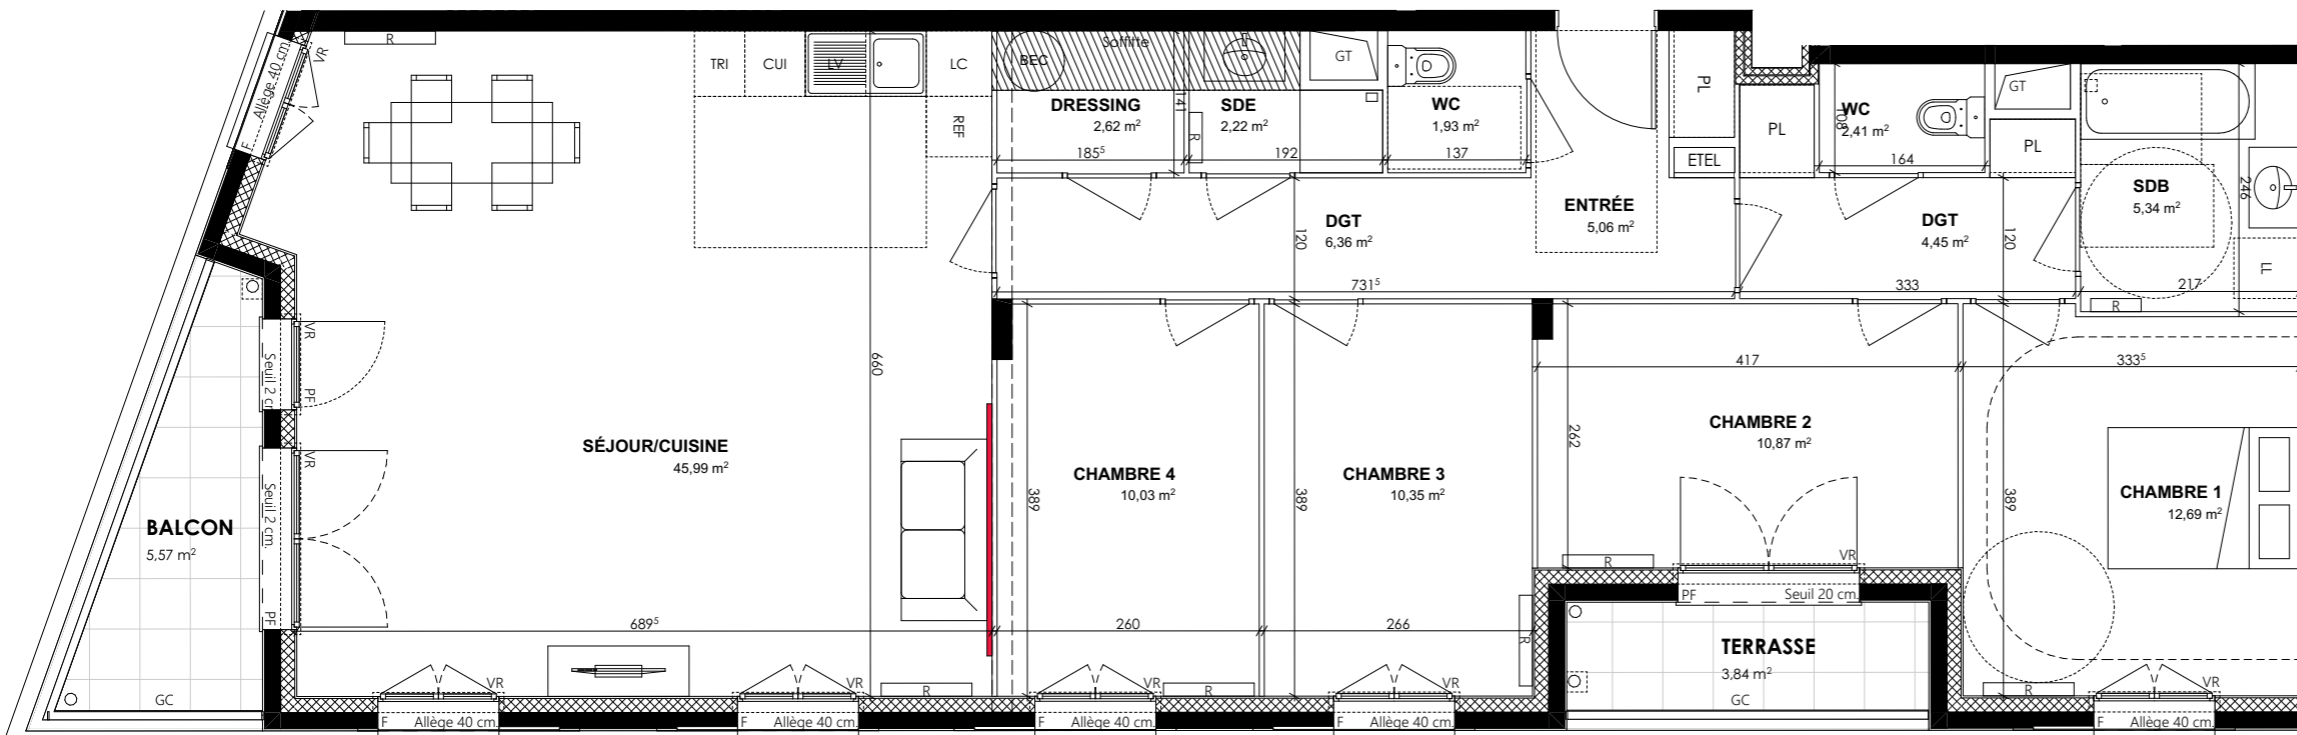 R
VR
Allège 40 cm.
F
TRI
CUI
LV
LC
REF
BEC
Soffitte
DRESSING
2,62 m²
141
185⁵
SDE
2,22 m²
R
192
GT
WC
1,93 m²
137
PL
ETEL
ENTRÉE
5,06 m²
DGT
6,36 m²
120
731⁵
PL
WC
2,41 m²
108
164
GT
PL
DGT
4,45 m²
120
333
SDB
5,34 m²
246
LL
217
R
VR
Seuil 2 cm.
PF
VR
Seuil 2 cm.
PF
BALCON
5,57 m²
GC
SÉJOUR/CUISINE
45,99 m²
660
689⁵
CHAMBRE 4
10,03 m²
389
260
CHAMBRE 3
10,35 m²
389
266
R
CHAMBRE 2
10,87 m²
417
262
R
VR
PF
Seuil 20 cm.
TERRASSE
3,84 m²
GC
CHAMBRE 1
12,69 m²
333⁵
389
R
VR
F
Allège 40 cm.
VR
F
Allège 40 cm.
R
VR
F
Allège 40 cm.
R
VR
F
Allège 40 cm.
VR
F
Allège 40 cm.